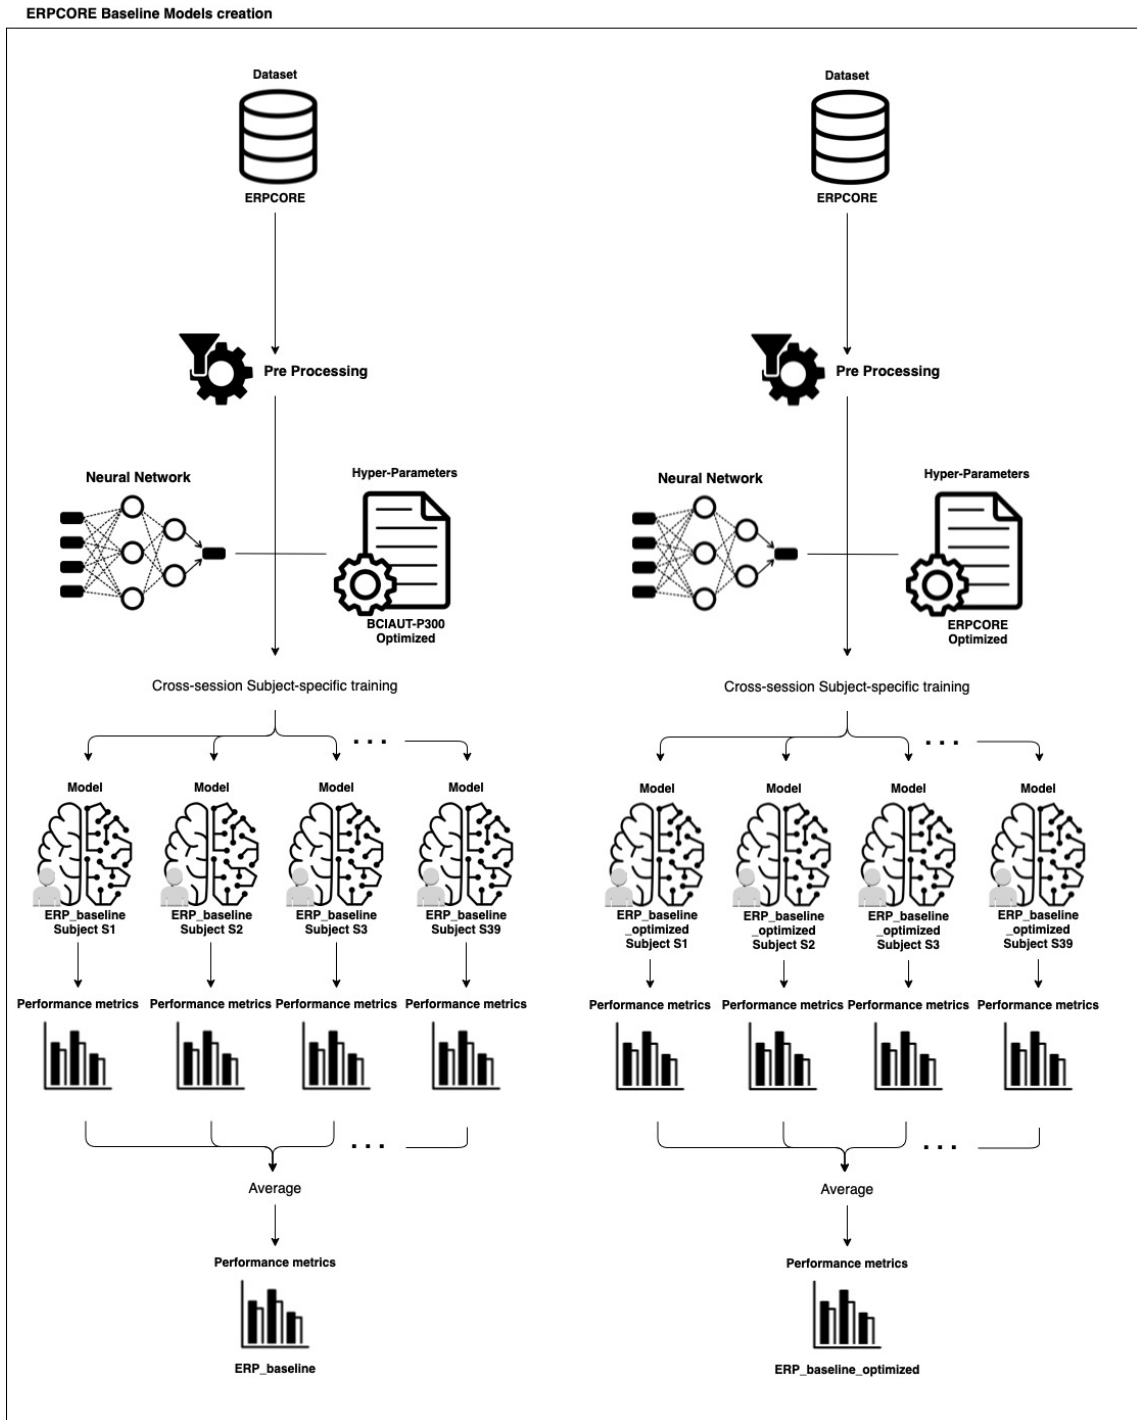 ERPCORE Baseline Models creation
Dataset
ERPCORE
Pre Processing
Neural Network
Hyper-Parameters
BCIAUT-P300
Optimized
Cross-session Subject-specific training
. . .
Model
Model
Model
Model
ERP_baseline
Subject S1
ERP_baseline
Subject S2
ERP_baseline
Subject S3
ERP_baseline
Subject S39
Performance metrics
Performance metrics
Performance metrics
Performance metrics
. . .
Average
Performance metrics
ERP_baseline
Dataset
ERPCORE
Pre Processing
Neural Network
Hyper-Parameters
ERPCORE
Optimized
Cross-session Subject-specific training
. . .
Model
Model
Model
Model
ERP_baseline
_optimized
Subject S1
ERP_baseline
_optimized
Subject S2
ERP_baseline
_optimized
Subject S3
ERP_baseline
_optimized
Subject S39
Performance metrics
Performance metrics
Performance metrics
Performance metrics
. . .
Average
Performance metrics
ERP_baseline_optimized